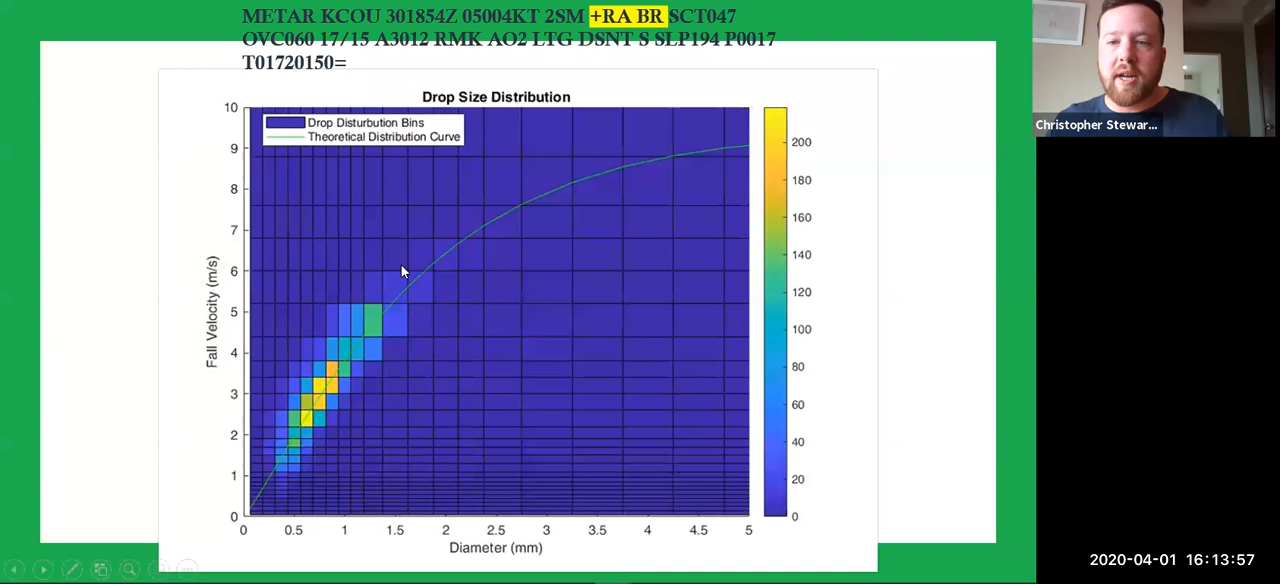 METAR KCOU 301854Z 05004KT 2SM +RA BR SCT047
OVC060 17/15 A3012 RMK AO2 LTG DSNT S SLP194 P0017
T01720150=
Drop Size Distribution
Drop Disturbution Bins
Theoretical Distribution Curve
10
9
8
7
6
5
4
3
2
1
0
Fall Velocity (m/s)
0 0.5 1 1.5 2 2.5 3 3.5 4 4.5 5
Diameter (mm)
200
180
160
140
120
100
80
60
40
20
0
Christopher Stewar...
2020-04-01 16:13:57